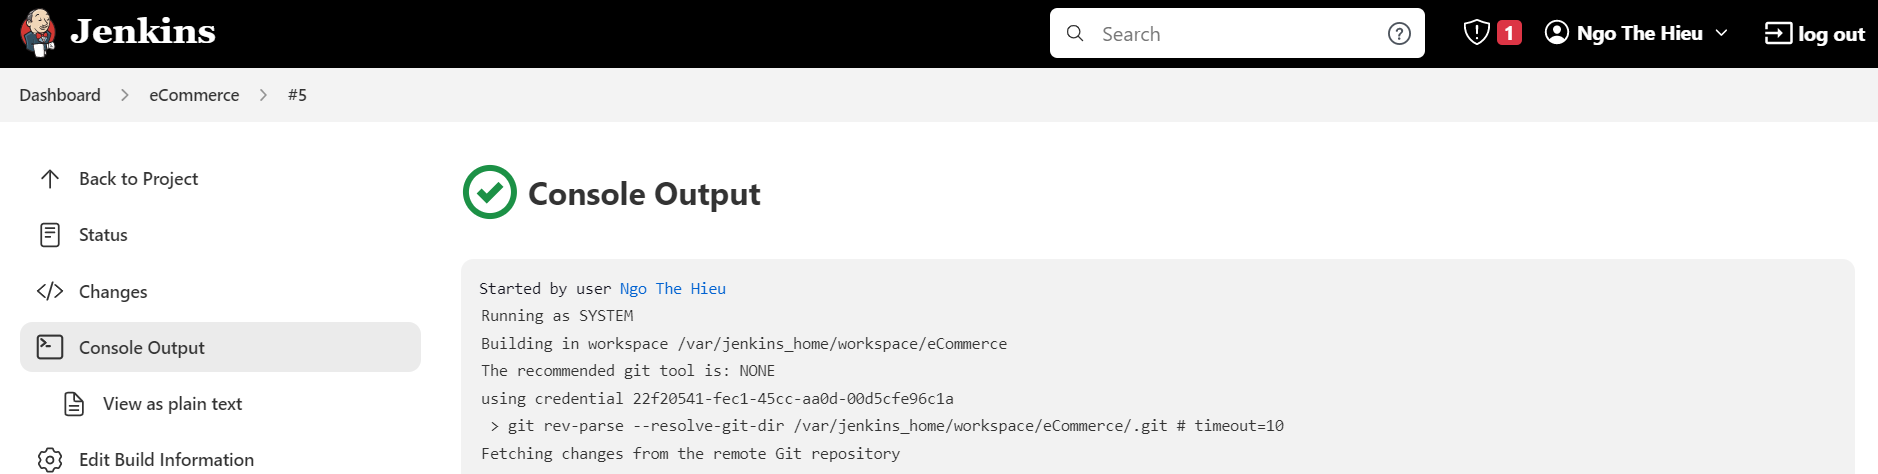 Jenkins
Search
1
Ngo The Hieu
log out
Dashboard
eCommerce
#5
Back to Project
Status
Changes
Console Output
View as plain text
Edit Build Information
Console Output
Started by user Ngo The Hieu
Running as SYSTEM
Building in workspace /var/jenkins_home/workspace/eCommerce
The recommended git tool is: NONE
using credential 22f20541-fec1-45cc-aa0d-00d5cfe96c1a
> git rev-parse --resolve-git-dir /var/jenkins_home/workspace/eCommerce/.git # timeout=10
Fetching changes from the remote Git repository